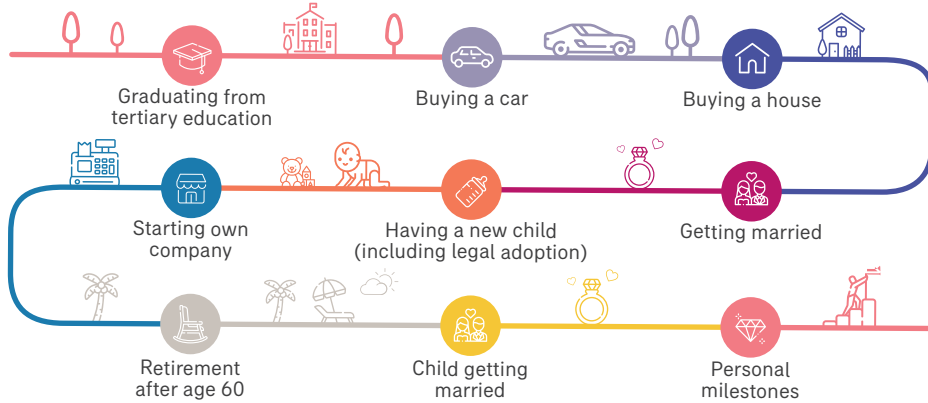 Graduating from
tertiary education
Buying a car
Buying a house
Starting own
company
Having a new child
(including legal adoption)
Getting married
Retirement
after age 60
Child getting
married
Personal
milestones